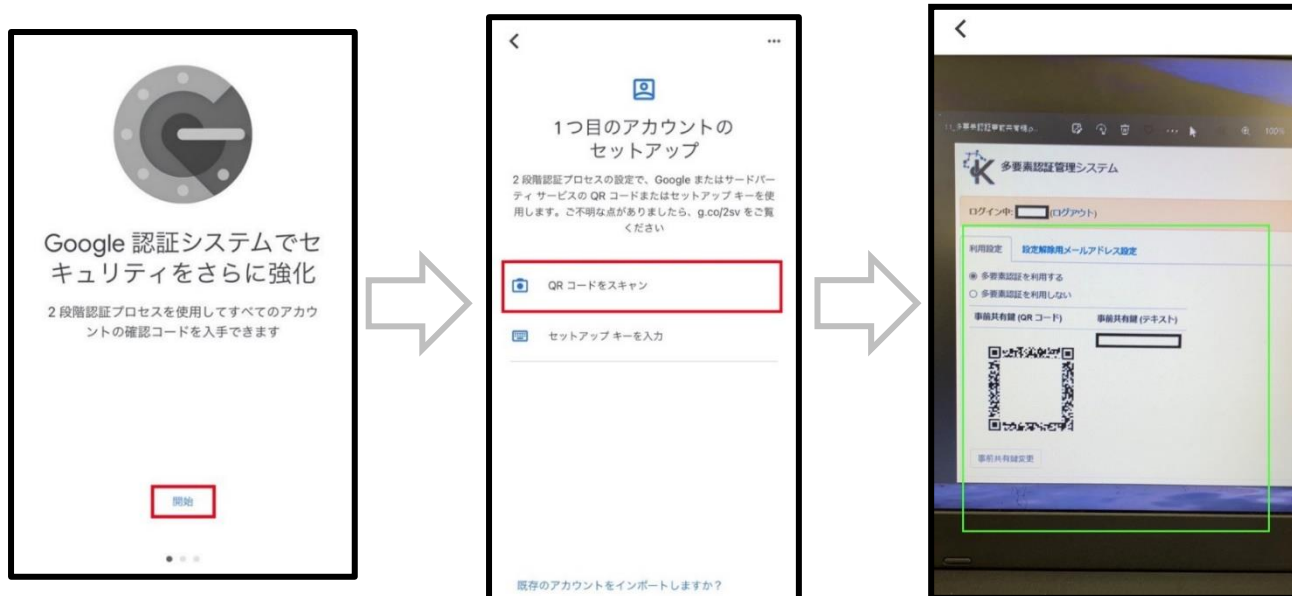 Google 認証システムでセ
キュリティをさらに強化
2 段階認証プロセスを使用してすべてのアカウ
ントの確認コードを入手できます
開始
1つ目のアカウントの
セットアップ
2 段階認証プロセスの設定で、Google またはサードパー
ティ サービスの QR コードまたはセットアップ キーを使
用します。ご不明な点がありましたら、g.co/2sv をご覧
ください
QR コードをスキャン
セットアップ キーを入力
既存のアカウントをインポートしますか？
100%
K 多要素認証管理システム
ログイン中: (ログアウト)
利用設定 設定解除用メールアドレス設定
多要素認証を利用する
多要素認証を利用しない
事前共有鍵 (QR コード) 事前共有鍵 (テキスト)
事前共有鍵変更